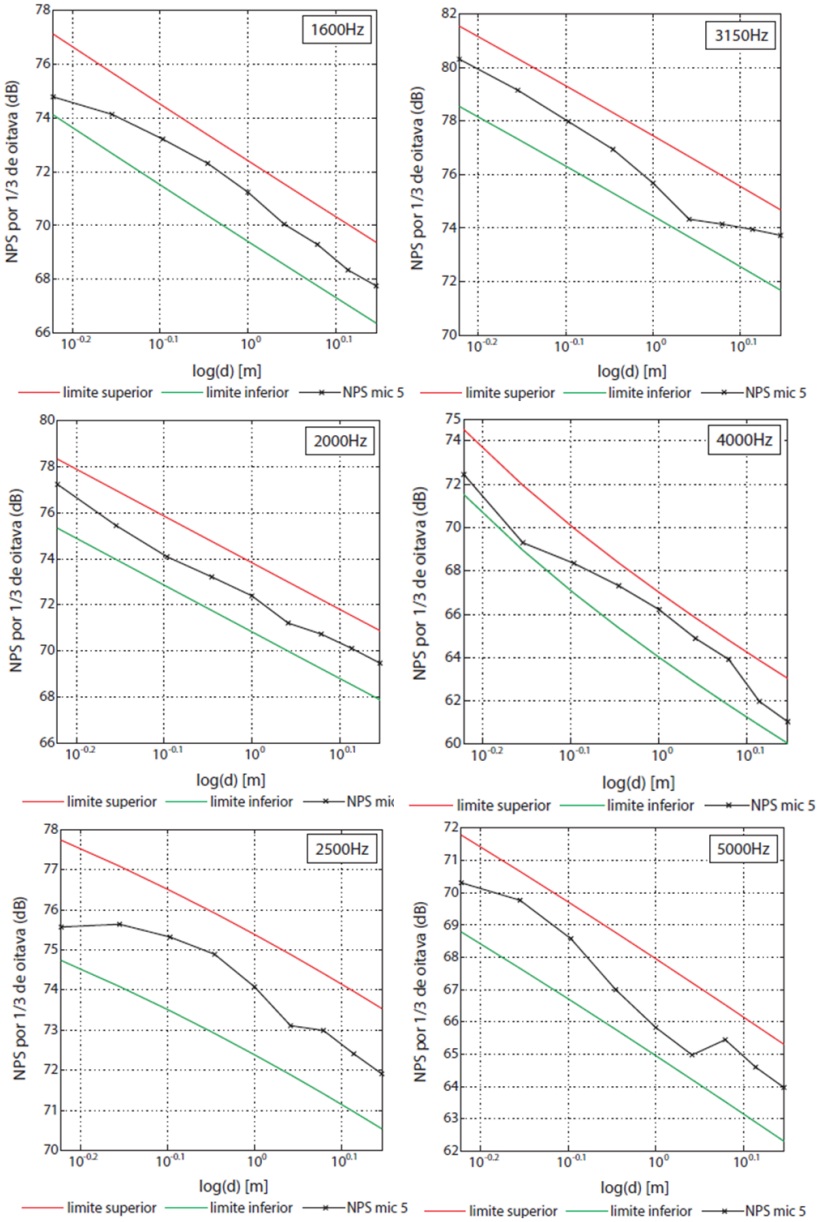 1600Hz
NPS por 1/3 de oitava (dB)
78
76
74
72
70
68
66
10^-0.2
10^-0.1
10^0
10^0.1
log(d) [m]
limite superior
limite inferior
NPS mic 5
3150Hz
NPS por 1/3 de oitava (dB)
82
80
78
76
74
72
70
10^-0.2
10^-0.1
10^0
10^0.1
log(d) [m]
limite superior
limite inferior
NPS mic 5
2000Hz
NPS por 1/3 de oitava (dB)
80
78
76
74
72
70
68
66
10^-0.2
10^-0.1
10^0
10^0.1
log(d) [m]
limite superior
limite inferior
NPS mic
4000Hz
NPS por 1/3 de oitava (dB)
75
74
72
70
68
66
64
62
60
10^-0.2
10^-0.1
10^0
10^0.1
log(d) [m]
limite superior
limite inferior
NPS mic 5
2500Hz
NPS por 1/3 de oitava (dB)
78
77
76
75
74
73
72
71
70
10^-0.2
10^-0.1
10^0
10^0.1
log(d) [m]
limite superior
limite inferior
NPS mic 5
5000Hz
NPS por 1/3 de oitava (dB)
72
71
70
69
68
67
66
65
64
63
62
10^-0.2
10^-0.1
10^0
10^0.1
log(d) [m]
limite superior
limite inferior
NPS mic 5